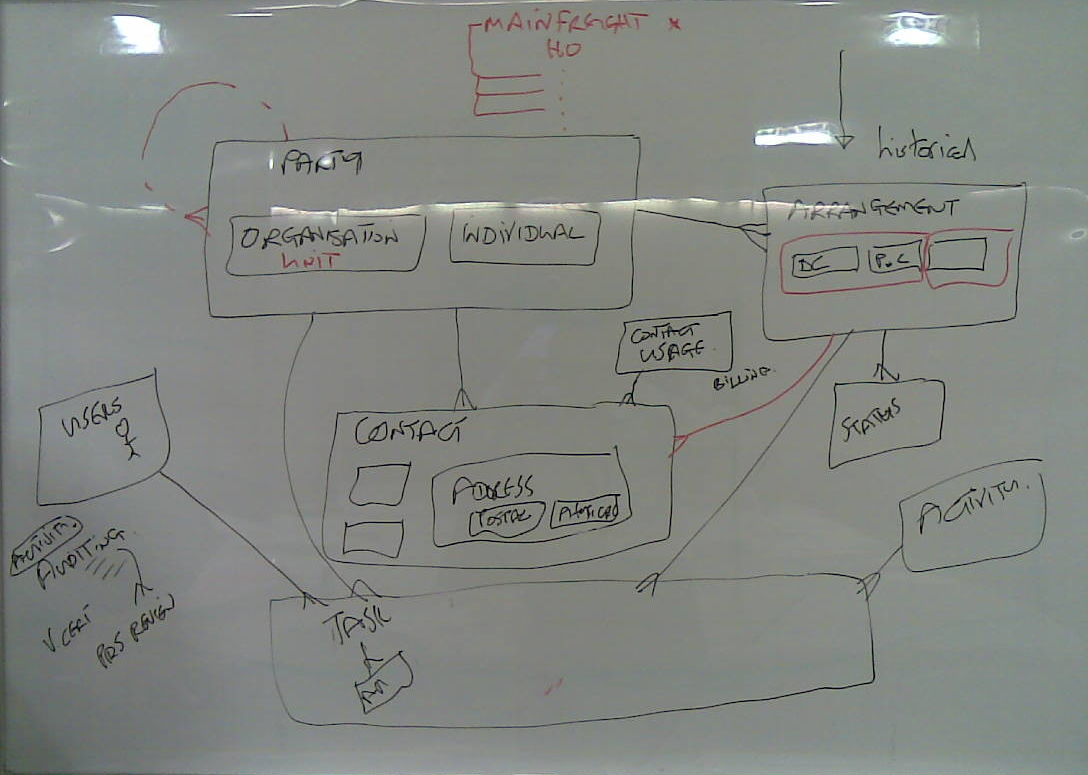 MAINFREIGHT *
HO
historical
PARTY
ORGANISATION
UNIT
INDIVIDUAL
ARRANGEMENT
DC
CONTACT
USAGE.
BILLING.
STATUS
USERS
CONTACT
ADDRESS
POSTAL
PHYSICAL
ACTIVITY.
ACTIVITY.
AUDITING.
V CERT
PRS REVIEW
TASK